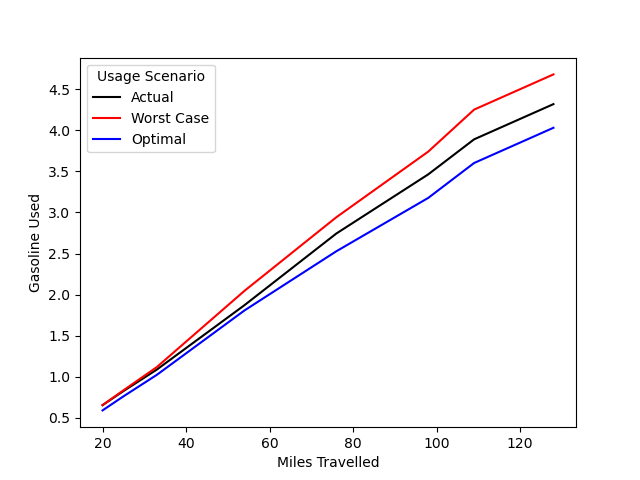 Usage Scenario
Actual
Worst Case
Optimal
4.5
4.0
3.5
3.0
2.5
2.0
1.5
1.0
0.5
Gasoline Used
20 40 60 80 100 120
Miles Travelled